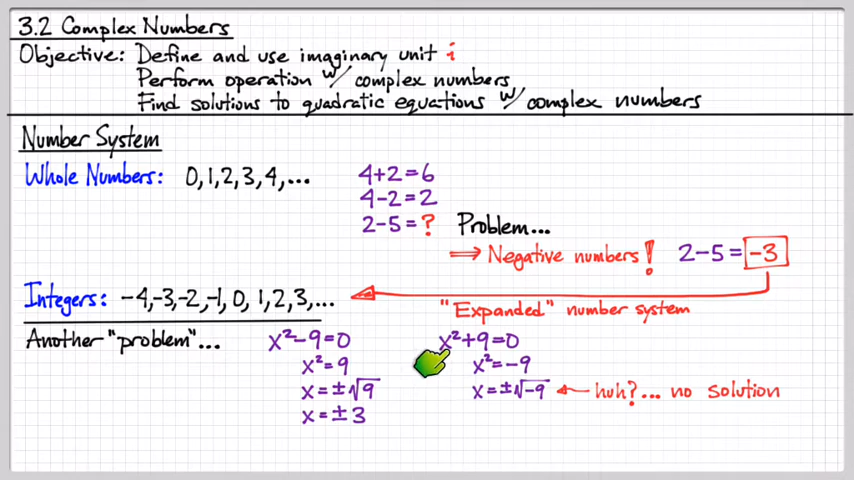 3.2 Complex Numbers
Objective: Define and use imaginary unit i
Perform operation w/ complex numbers
Find solutions to quadratic equations w/ complex numbers
Number System
Whole Numbers: 0, 1, 2, 3, 4, ...
4+2=6
4-2=2
2-5=? Problem...
⟹ Negative numbers! 2-5=-3
Integers: -4, -3, -2, -1, 0, 1, 2, 3, ...
"Expanded" number system
Another "problem"... x²-9=0 x²+9=0
x²=9 x²=-9
x=±√9 x=±√-9 ← huh?... no solution
x=±3